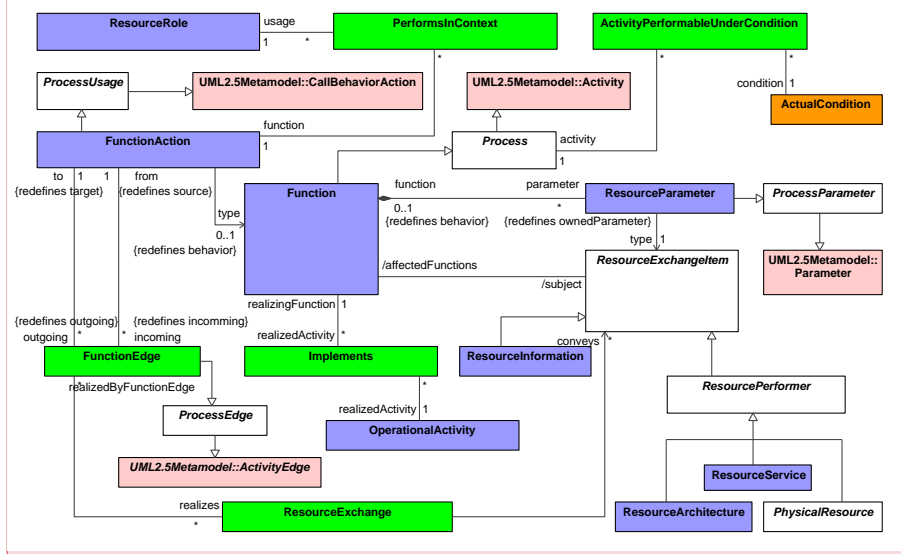 ResourceRole
usage
1
*
PerformsInContext
ActivityPerformableUnderCondition
*
*
*
condition
1
ActualCondition
ProcessUsage
UML2.5Metamodel::CallBehaviorAction
UML2.5Metamodel::Activity
function
1
FunctionAction
Process
activity
1
to
1
1
from
{redefines target}
{redefines source}
type
0..1
{redefines behavior}
Function
function
0..1
{redefines behavior}
parameter
*
{redefines ownedParameter}
ResourceParameter
ProcessParameter
type
1
UML2.5Metamodel::
Parameter
ResourceExchangeItem
/affectedFunctions
/subject
realizingFunction
1
realizedActivity
*
{redefines outgoing}
outgoing
*
{redefines incomming}
*
incoming
conveys
*
FunctionEdge
Implements
ResourceInformation
*
realizedByFunctionEdge
*
ResourcePerformer
ProcessEdge
realizedActivity
1
OperationalActivity
UML2.5Metamodel::ActivityEdge
ResourceService
realizes
*
ResourceExchange
ResourceArchitecture
PhysicalResource